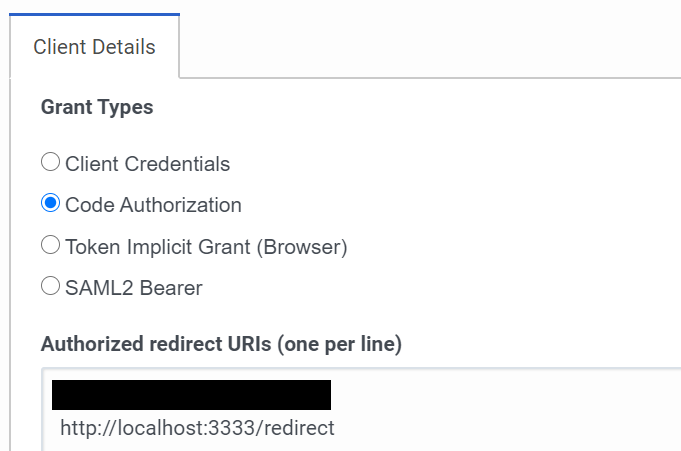 Client Details
Grant Types
Client Credentials
Code Authorization
Token Implicit Grant (Browser)
SAML2 Bearer
Authorized redirect URIs (one per line)
http://localhost:3333/redirect